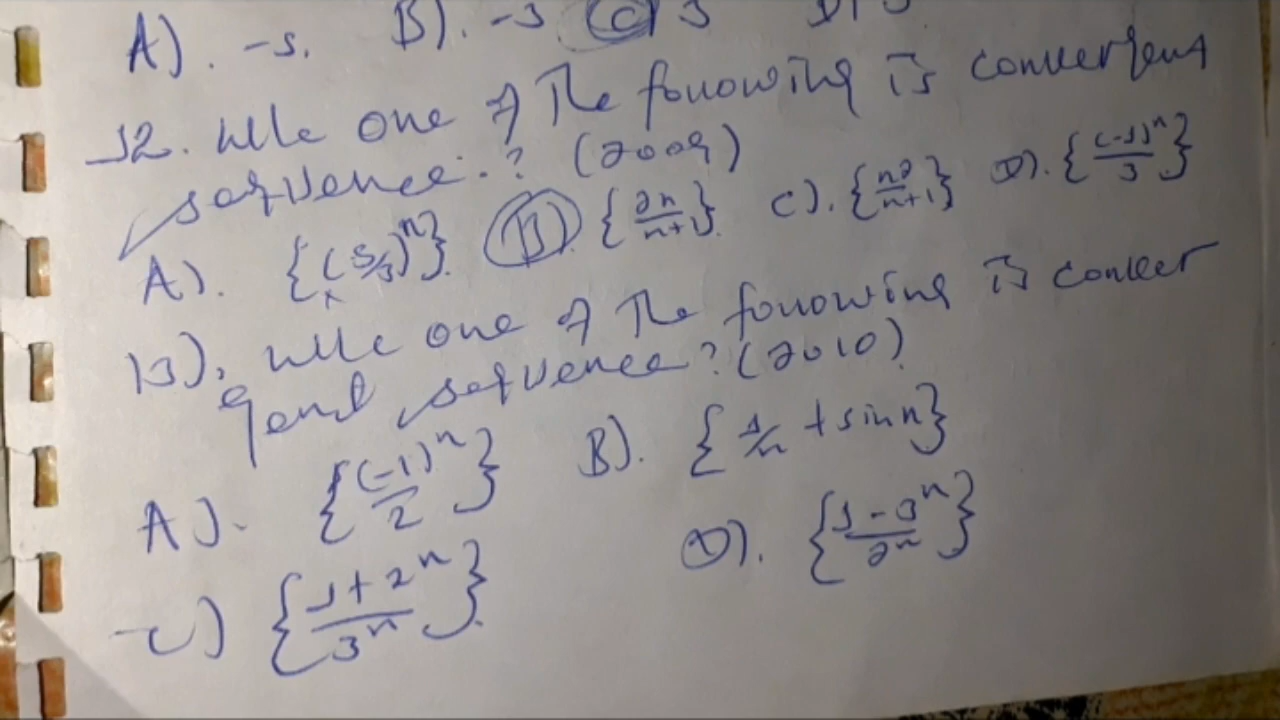 A). -5. B). -3 (C) 3
12. Whc one of the following is convergent
sequence.? (2009)
A). {(5/3)^n}. (B). {2n/n+1}. C). {n2/n+1} D). {(-1)^n/3}
13). Whc one of the following is conver
gent sequence? (2010)
A). {(-1)^n/2} B). {1/n + sin n}
C) {1+2^n/3^n}. D). {1-3^n/2^n}